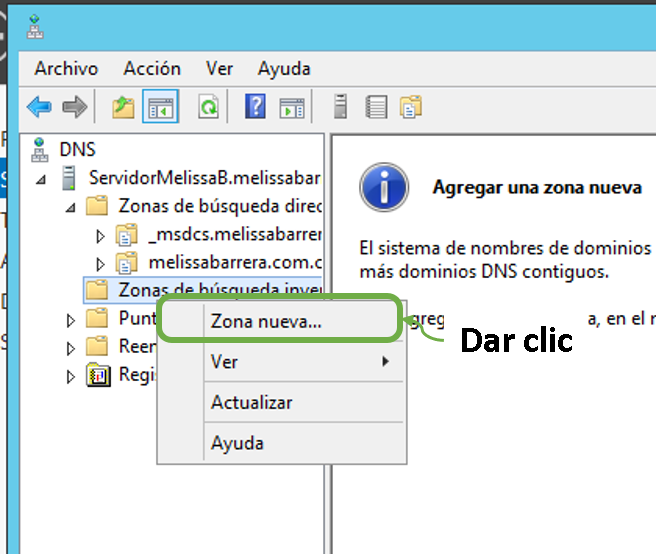 Archivo Acción Ver Ayuda
DNS
ServidorMelissaB.melissabar
Zonas de búsqueda direc
_msdcs.melissabarrer
melissabarrera.com.c
Zonas de búsqueda inver
Punt
Reen
Regis
Zona nueva...
Ver
Actualizar
Ayuda
Agregar una zona nueva
El sistema de nombres de dominios
más dominios DNS contiguos.
a, en el
Dar clic